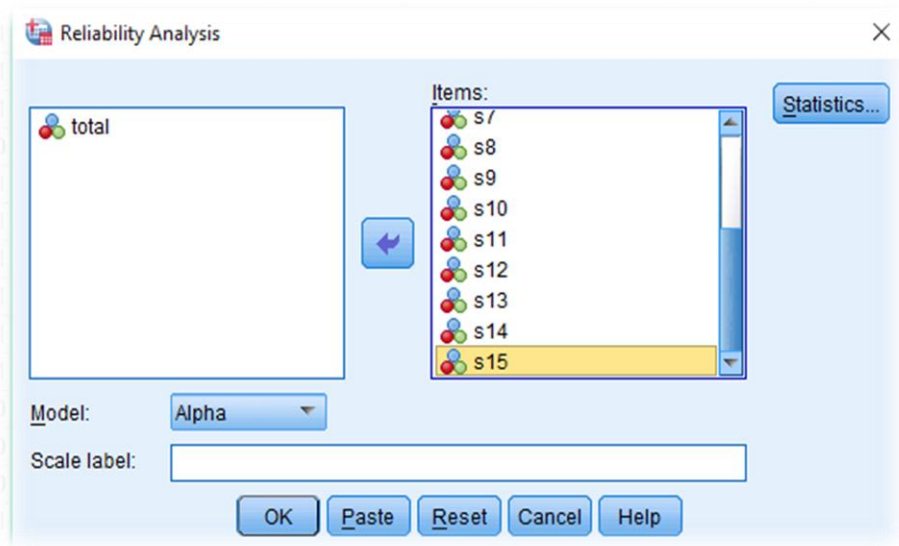 Reliability Analysis
Items:
Statistics...
total
s7
s8
s9
s10
s11
s12
s13
s14
s15
Model:
Alpha
Scale label:
OK Paste Reset Cancel Help